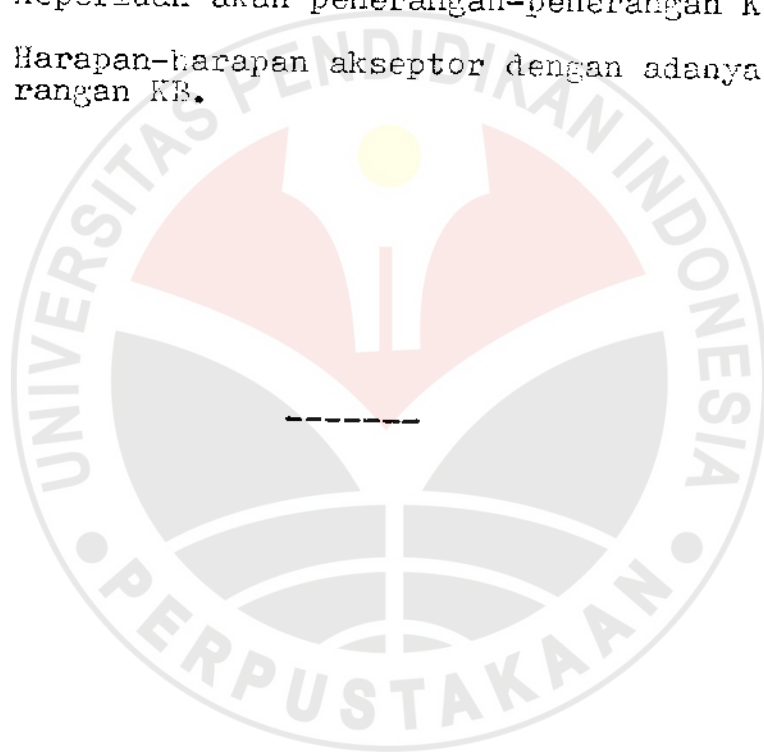 Keperluan akan penerangan-penerangan K
Harapan-harapan akseptor dengan adanya
rangan KB.
-------
UNIVERSITAS PENDIDIKAN INDONESIA
PERPUSTAKAAN